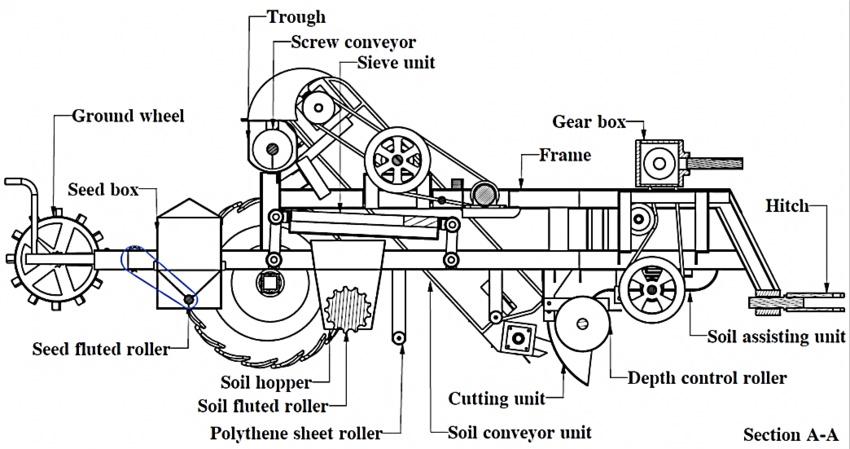 Trough
Screw conveyor
Sieve unit
Ground wheel
Gear box
Frame
Seed box
Hitch
Seed fluted roller
Soil assisting unit
Soil hopper
Depth control roller
Cutting unit
Soil fluted roller
Polythene sheet roller
Soil conveyor unit
Section A-A